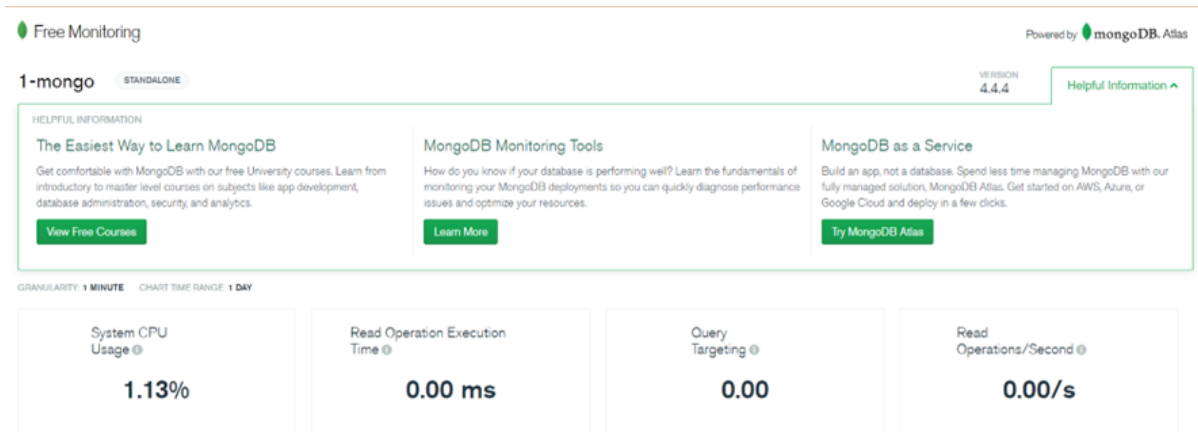 Free Monitoring
Powered by mongoDB. Atlas
1-mongo STANDALONE
VERSION
4.4.4
Helpful Information
HELPFUL INFORMATION
The Easiest Way to Learn MongoDB
Get comfortable with MongoDB with our free University courses. Learn from
introductory to master level courses on subjects like app development,
database administration, security, and analytics.
View Free Courses
MongoDB Monitoring Tools
How do you know if your database is performing well? Learn the fundamentals of
monitoring your MongoDB deployments so you can quickly diagnose performance
issues and optimize your resources.
Learn More
MongoDB as a Service
Build an app, not a database. Spend less time managing MongoDB with our
fully managed solution, MongoDB Atlas. Get started on AWS, Azure, or
Google Cloud and deploy in a few clicks.
Try MongoDB Atlas
GRANULARITY: 1 MINUTE CHART TIME RANGE: 1 DAY
System CPU
Usage
1.13%
Read Operation Execution
Time
0.00 ms
Query
Targeting
0.00
Read
Operations/Second
0.00/s